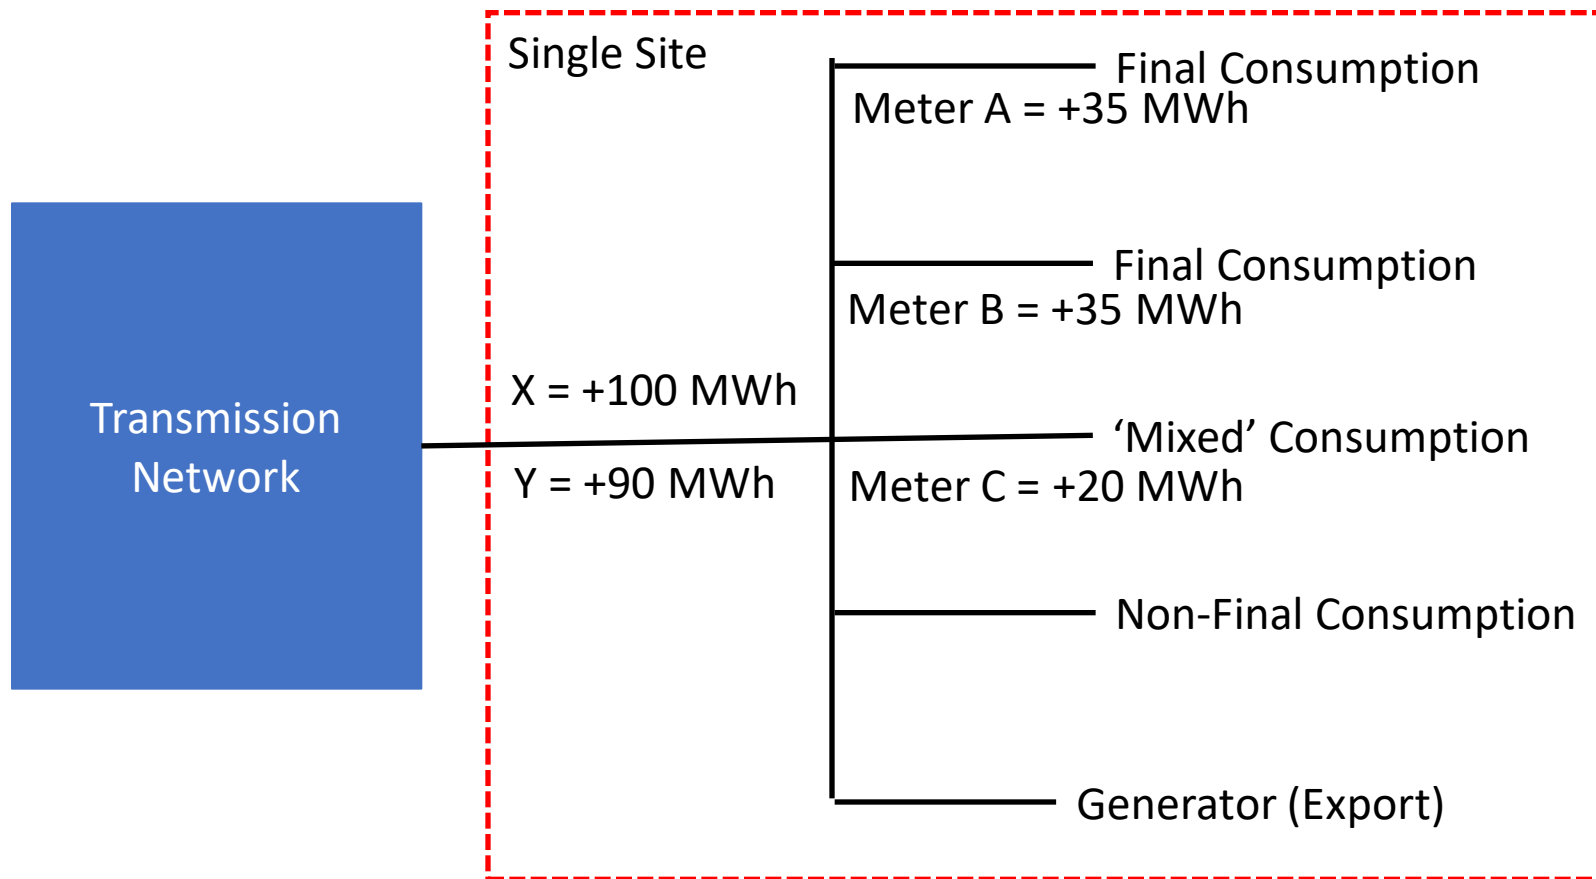 Single Site
Final Consumption
Meter A = +35 MWh
Final Consumption
Meter B = +35 MWh
X = +100 MWh
Transmission
Network
Y = +90 MWh
‘Mixed’ Consumption
Meter C = +20 MWh
Non-Final Consumption
Generator (Export)